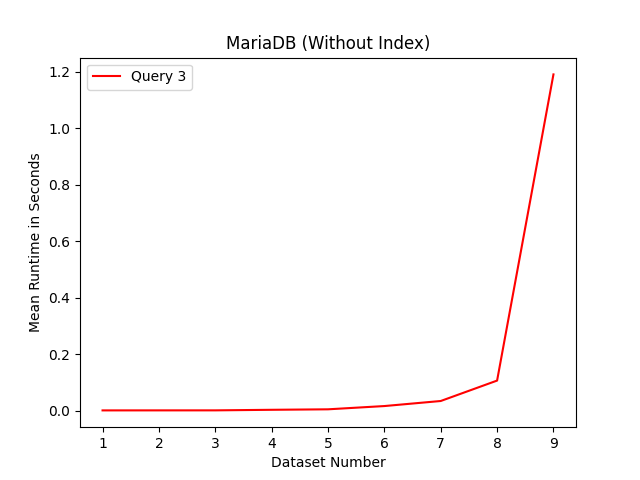 MariaDB (Without Index)
Query 3
Mean Runtime in Seconds
1.2
1.0
0.8
0.6
0.4
0.2
0.0
1 2 3 4 5 6 7 8 9
Dataset Number